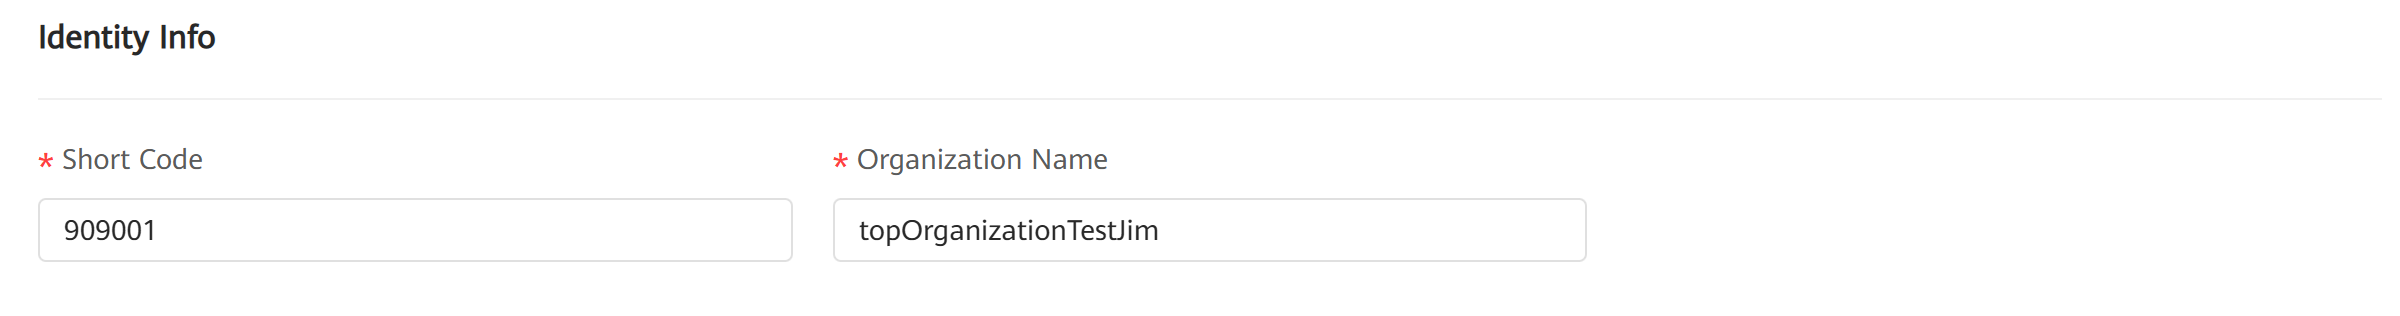 Identity Info
* Short Code
* Organization Name
909001
topOrganizationTestJim